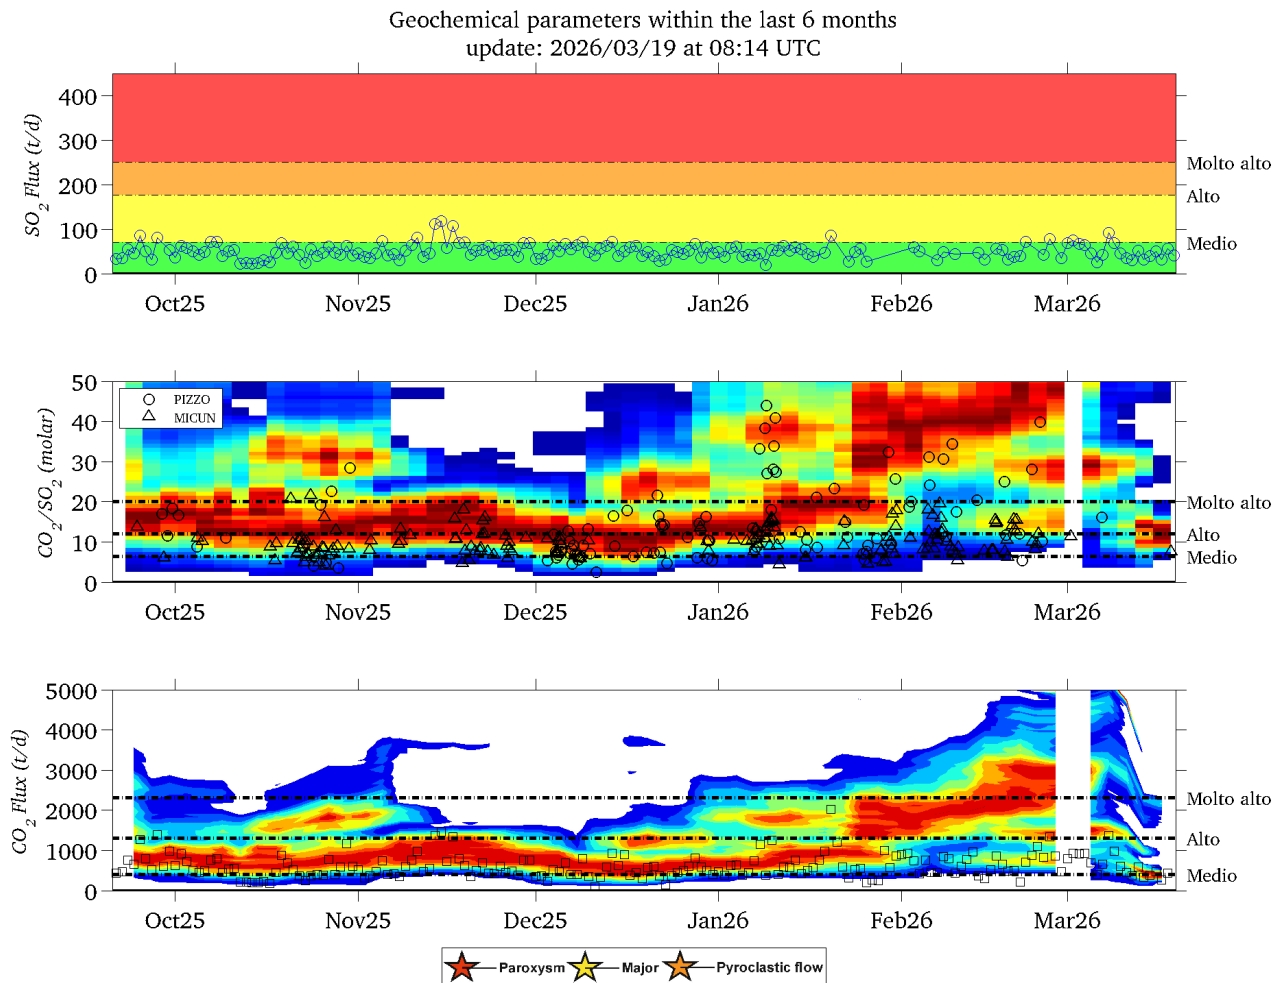 Geochemical parameters within the last 6 months
update: 2026/03/19 at 08:14 UTC
SO2 Flux (t/d)
400
300
200
100
0
Molto alto
Alto
Medio
Oct25 Nov25 Dec25 Jan26 Feb26 Mar26
CO2/SO2 (molar)
50
40
30
20
10
0
PIZZO
MICUN
Molto alto
Alto
Medio
Oct25 Nov25 Dec25 Jan26 Feb26 Mar26
CO2 Flux (t/d)
5000
4000
3000
2000
1000
0
Molto alto
Alto
Medio
Oct25 Nov25 Dec25 Jan26 Feb26 Mar26
Paroxysm Major Pyroclastic flow